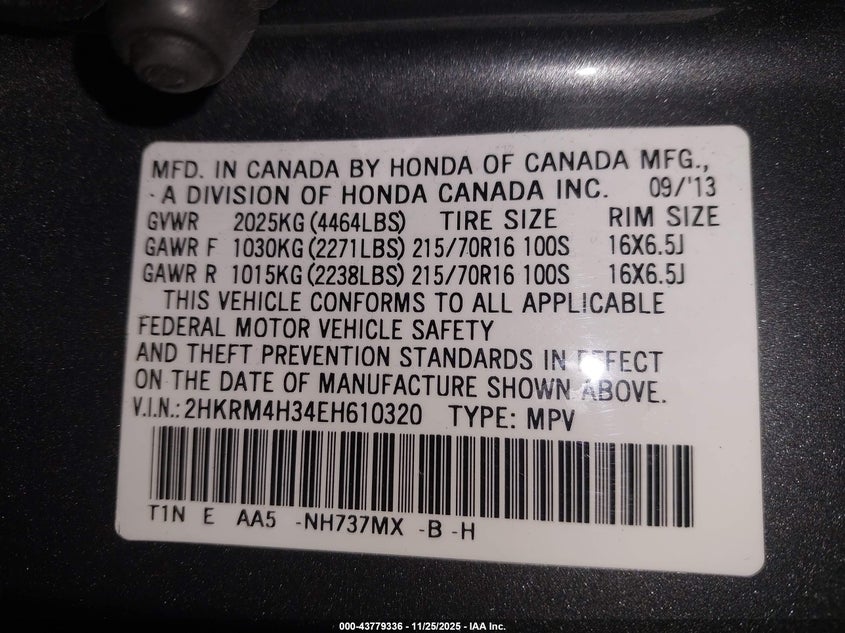 MFD. IN CANADA BY HONDA OF CANADA MFG.,
A DIVISION OF HONDA CANADA INC. 09/'13
GVWR 2025KG (4464LBS) TIRE SIZE RIM SIZE
GAWR F 1030KG (2271LBS) 215/70R16 100S 16X6.5J
GAWR R 1015KG (2238LBS) 215/70R16 100S 16X6.5J
THIS VEHICLE CONFORMS TO ALL APPLICABLE
FEDERAL MOTOR VEHICLE SAFETY
AND THEFT PREVENTION STANDARDS IN EFFECT
ON THE DATE OF MANUFACTURE SHOWN ABOVE.
V.I.N.: 2HKRM4H34EH610320 TYPE: MPV
T1N E AA5 -NH737MX -B -H
000-43779336 - 11/25/2025 - IAA Inc.